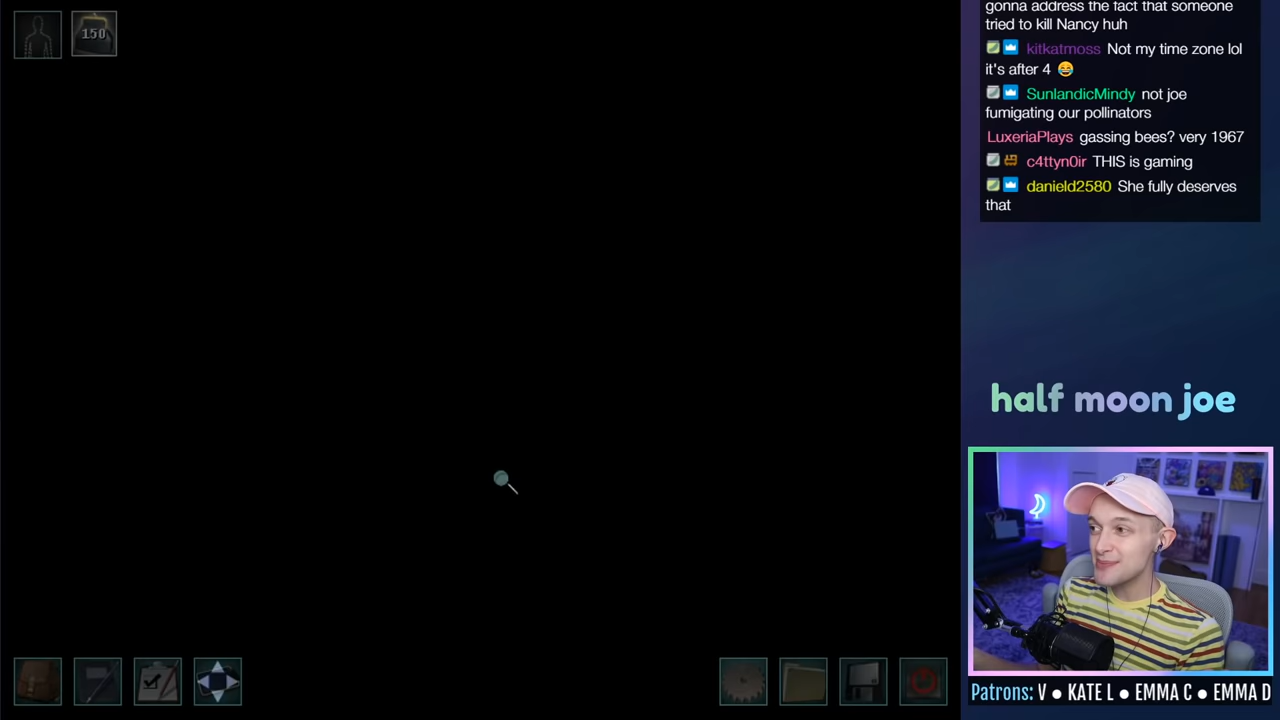 150
gonna address the fact that someone
tried to kill Nancy huh
kitkatmoss Not my time zone lol
it's after 4 😂
SunlandicMindy not joe
fumigating our pollinators
LuxeriaPlays gassing bees? very 1967
c4ttyn0ir THIS is gaming
danield2580 She fully deserves
that
half moon joe
Patrons: V ● KATE L ● EMMA C ● EMMA D